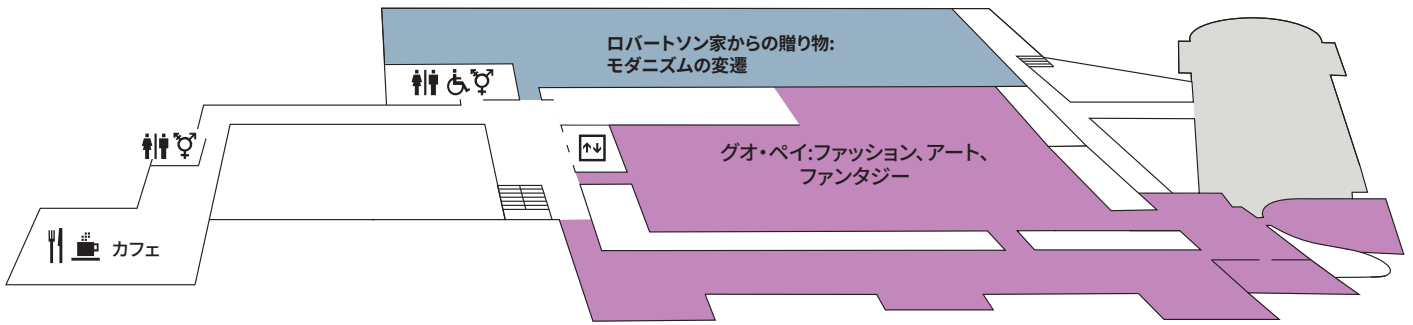 ロバートソン家からの贈り物:
モダニズムの変遷
グオ・ペイ:ファッション、アート、
ファンタジー
カフェ